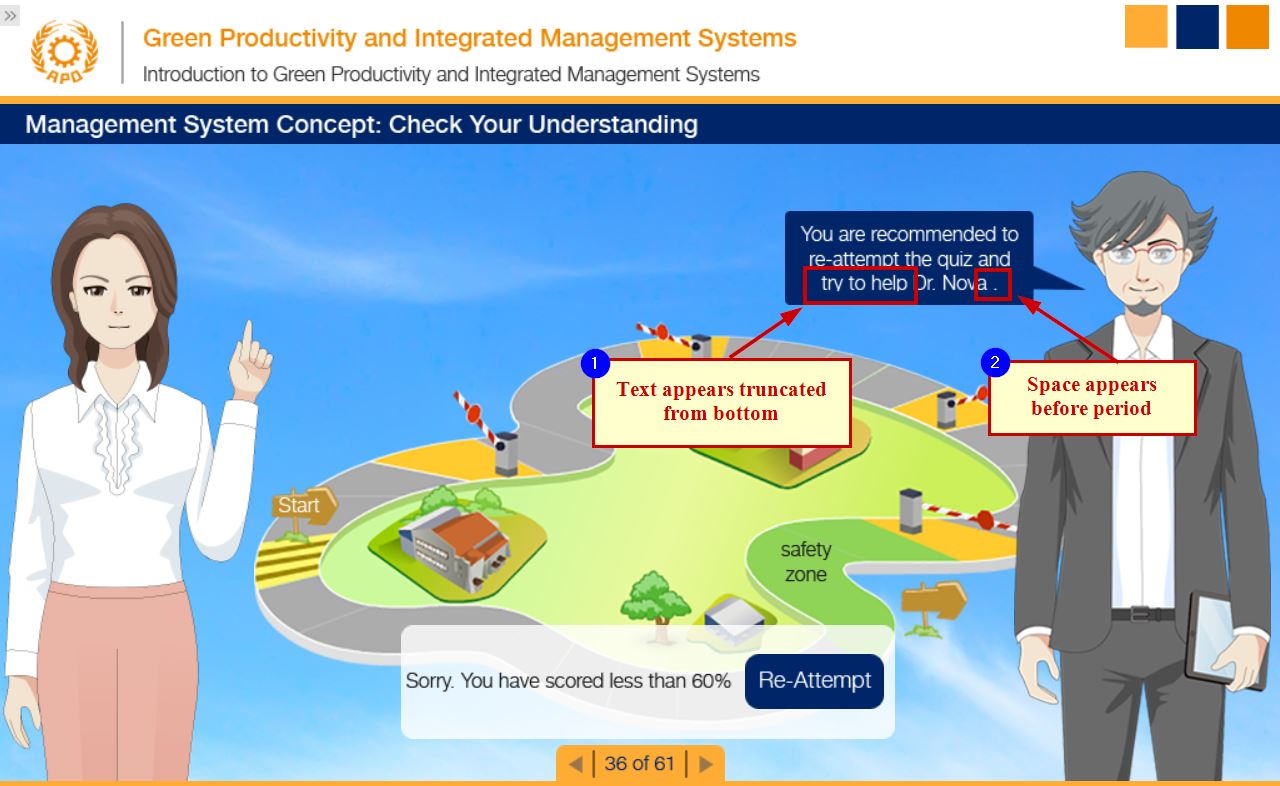 »
Green Productivity and Integrated Management Systems
APO
Introduction to Green Productivity and Integrated Management Systems
Management System Concept: Check Your Understanding
You are recommended to
re-attempt the quiz and
try to help Dr. Nova .
1
Text appears truncated
from bottom
2
Space appears
before period
Start
safety
zone
Sorry. You have scored less than 60%
Re-Attempt
36 of 61